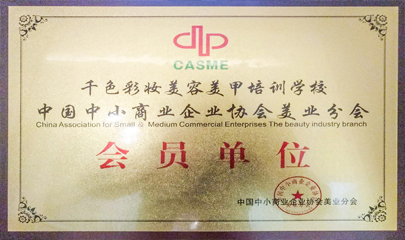 CASME
千色彩妆美容美甲培训学校
中国中小商业企业协会美业分会
China Association for Small & Medium Commercial Enterprises The beauty industry branch
会员单位
中国中小商业企业协会美业分会